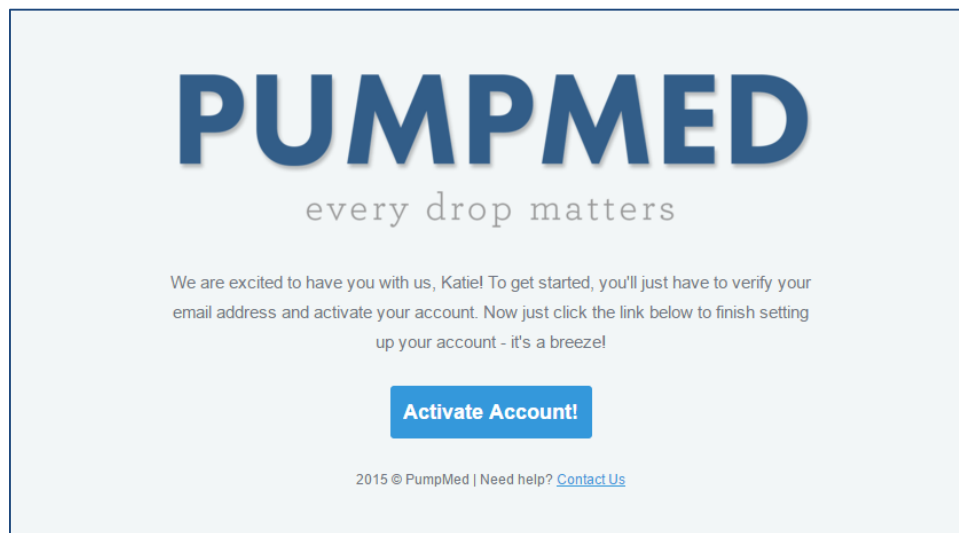 PUMPMED
every drop matters
We are excited to have you with us, Katie! To get started, you'll just have to verify your
email address and activate your account. Now just click the link below to finish setting
up your account - it's a breeze!
Activate Account!
2015 © PumpMed | Need help? Contact Us